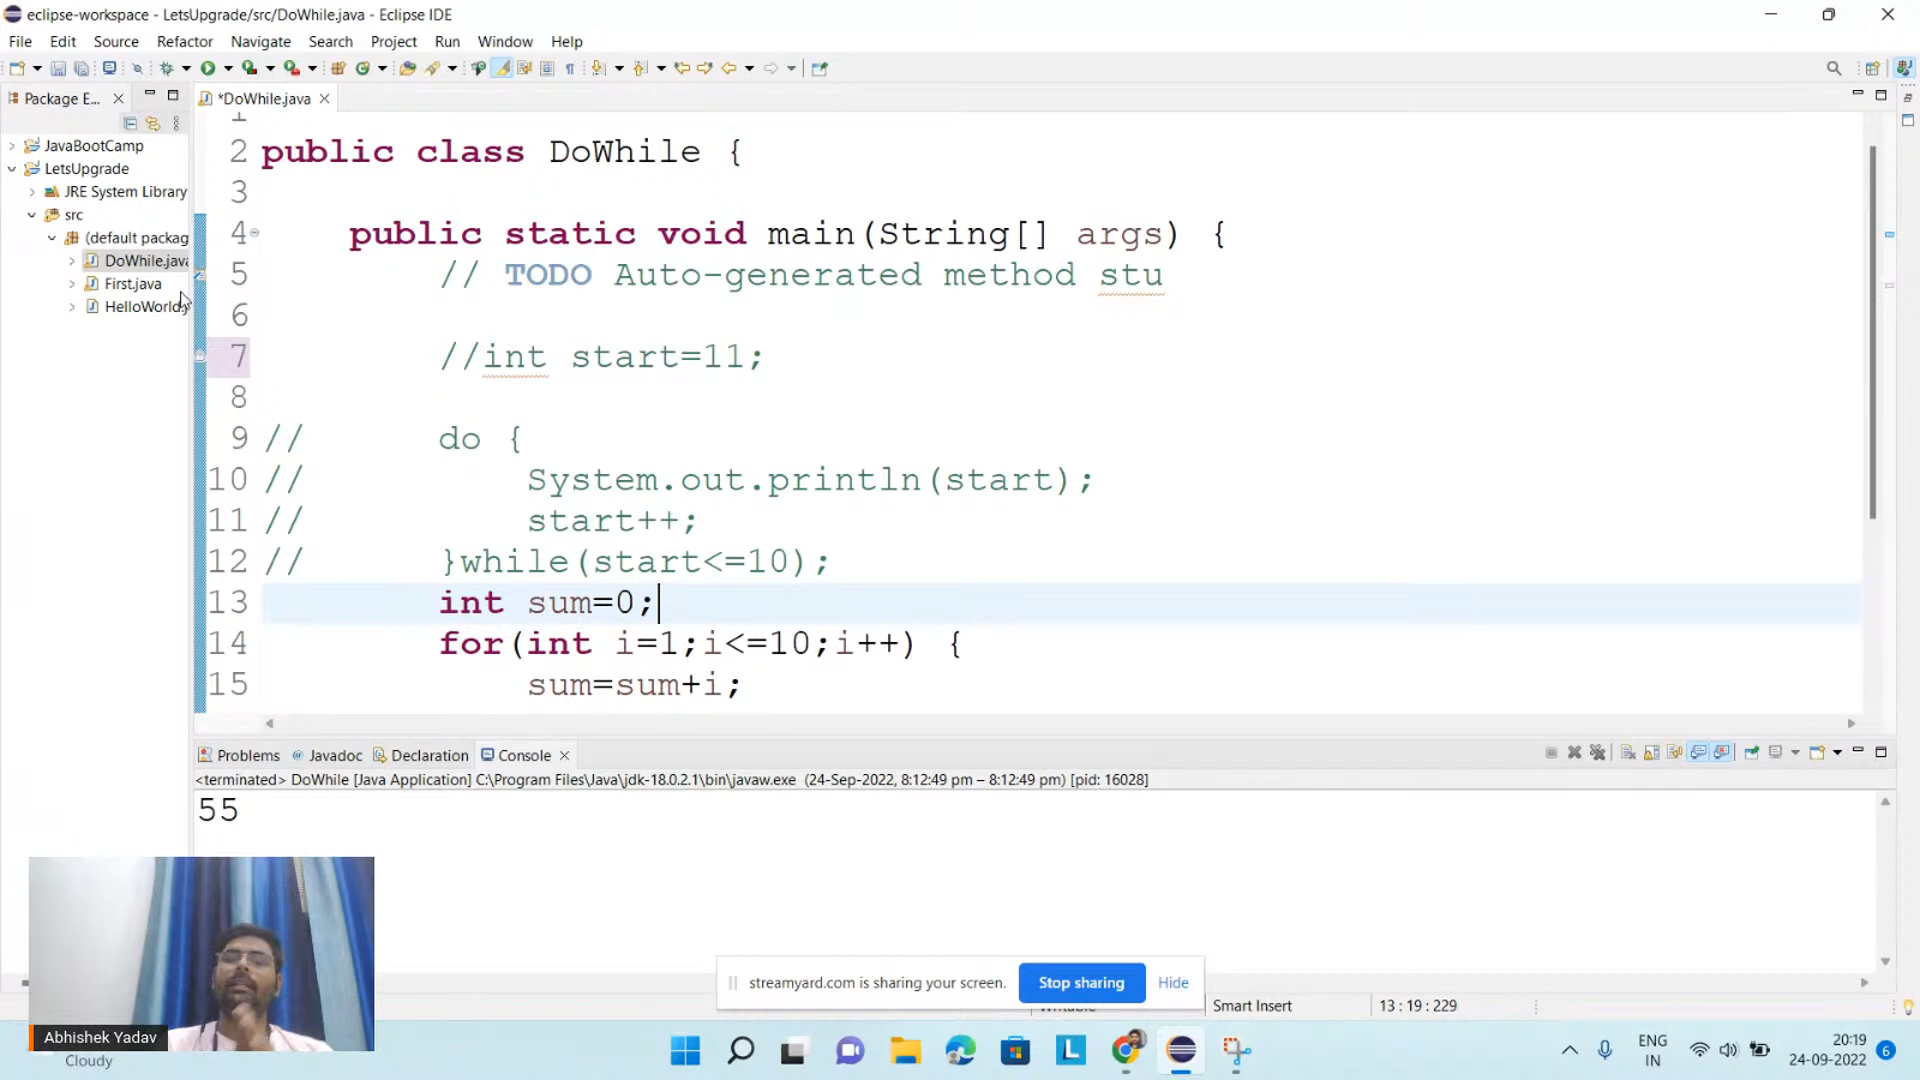 eclipse-workspace - LetsUpgrade/src/DoWhile.java - Eclipse IDE
File Edit Source Refactor Navigate Search Project Run Window Help
Package E...
*DoWhile.java
JavaBootCamp
LetsUpgrade
JRE System Library
src
(default packag
DoWhile.java
First.java
HelloWorld.j
1
2 public class DoWhile {
3
4 public static void main(String[] args) {
5 // TODO Auto-generated method stu
6
7 //int start=11;
8
9 // do {
10 // System.out.println(start);
11 // start++;
12 // }while(start<=10);
13 int sum=0;
14 for(int i=1;i<=10;i++) {
15 sum=sum+i;
Problems @ Javadoc Declaration Console
<terminated> DoWhile [Java Application] C:\Program Files\Java\jdk-18.0.2.1\bin\javaw.exe (24-Sep-2022, 8:12:49 pm – 8:12:49 pm) [pid: 16028]
55
streamyard.com is sharing your screen. Stop sharing Hide
Smart Insert 13 : 19 : 229
Abhishek Yadav
Cloudy
ENG
IN
20:19
24-09-2022
6